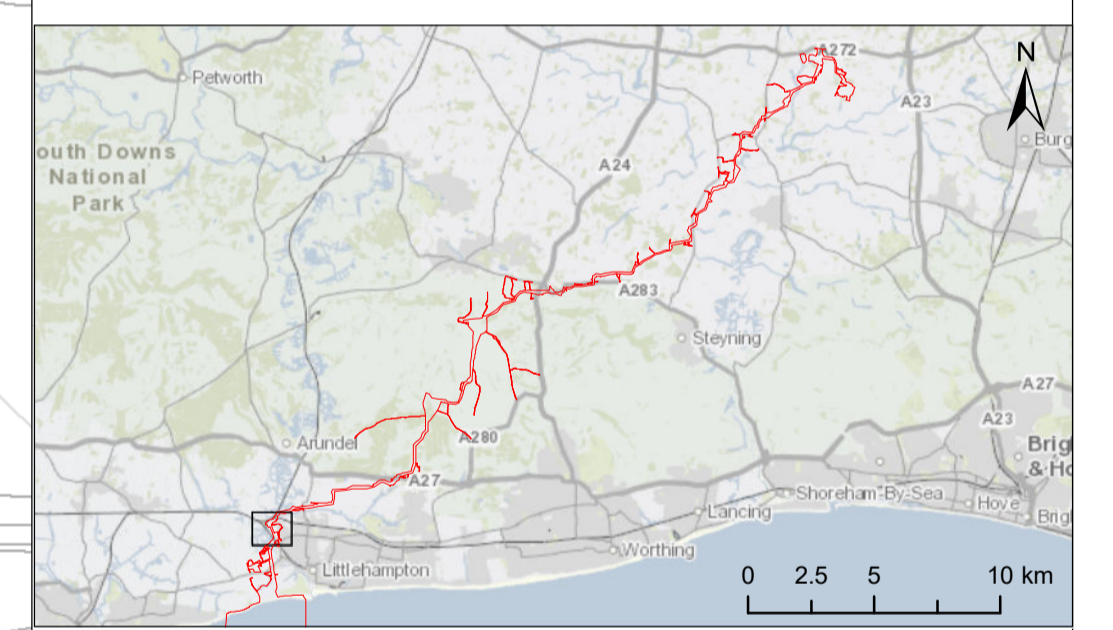 A272
N
Petworth
A23
Burg
outh Downs
National
Park
A24
A283
Steyning
A27
A23
Arundel
A280
Brig
& Ho
A27
Shoreham-By-Sea
Hove
Brig
Lancing
Worthing
Littlehampton
0 2.5 5 10 km